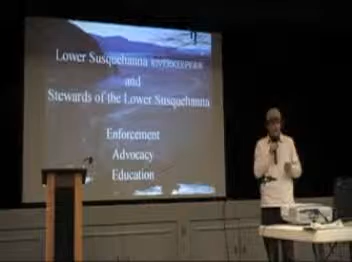 Lower Susquehanna RIVERKEEPER®
and
Stewards of the Lower Susquehanna
Enforcement
Advocacy
Education